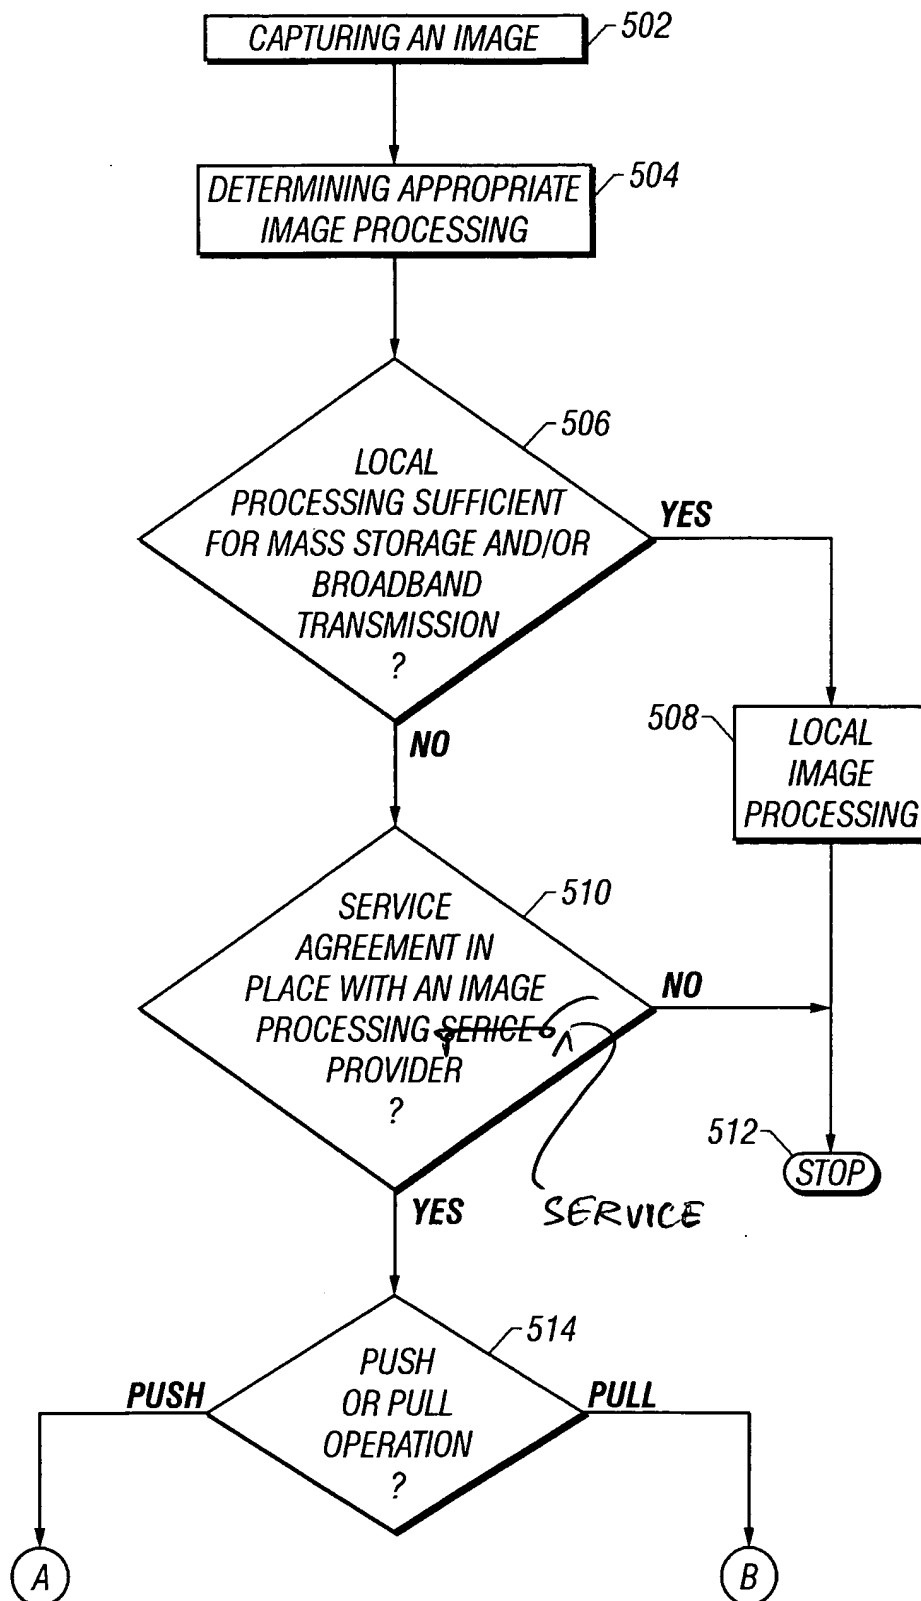 CAPTURING AN IMAGE
502
DETERMINING APPROPRIATE
IMAGE PROCESSING
504
506
LOCAL
PROCESSING SUFFICIENT
FOR MASS STORAGE AND/OR
BROADBAND
TRANSMISSION
?
YES
NO
508
LOCAL
IMAGE
PROCESSING
510
SERVICE
AGREEMENT IN
PLACE WITH AN IMAGE
PROCESSING SERICE
PROVIDER
?
NO
YES
SERVICE
512
STOP
514
PUSH
OR PULL
OPERATION
?
PUSH
PULL
A
B